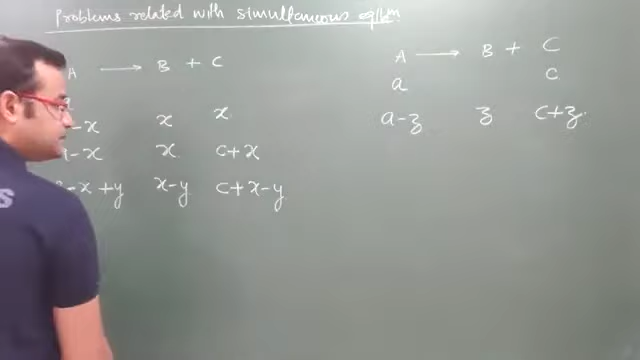 Problems related with simultaneous eqlbm
A ⟶ B + C
a
- x x x
- x x C+x
- x + y x - y C + x - y
A ⟶ B + C
a C
a - z z C + z
s